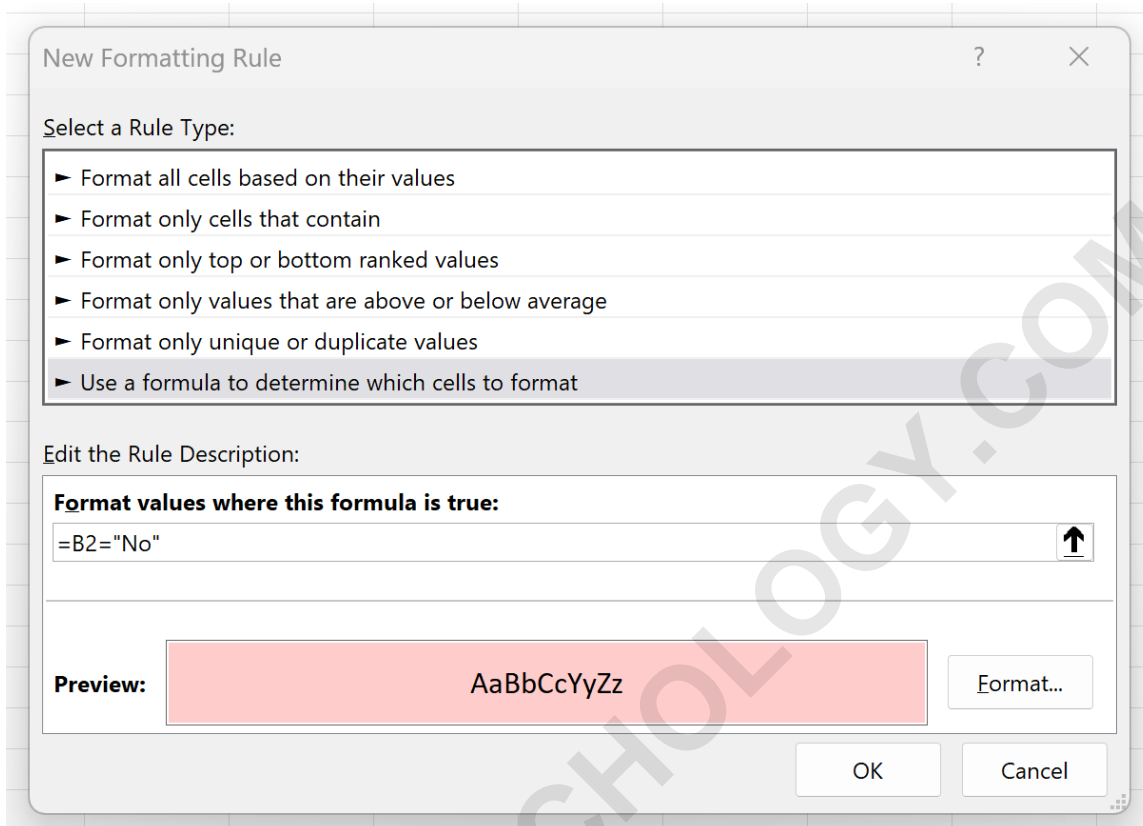 New Formatting Rule
?
Select a Rule Type:
► Format all cells based on their values
► Format only cells that contain
► Format only top or bottom ranked values
► Format only values that are above or below average
► Format only unique or duplicate values
► Use a formula to determine which cells to format
Edit the Rule Description:
Format values where this formula is true:
=B2="No"
Preview:
AaBbCcYyZz
Format...
OK
Cancel
CHOLOGY.COM